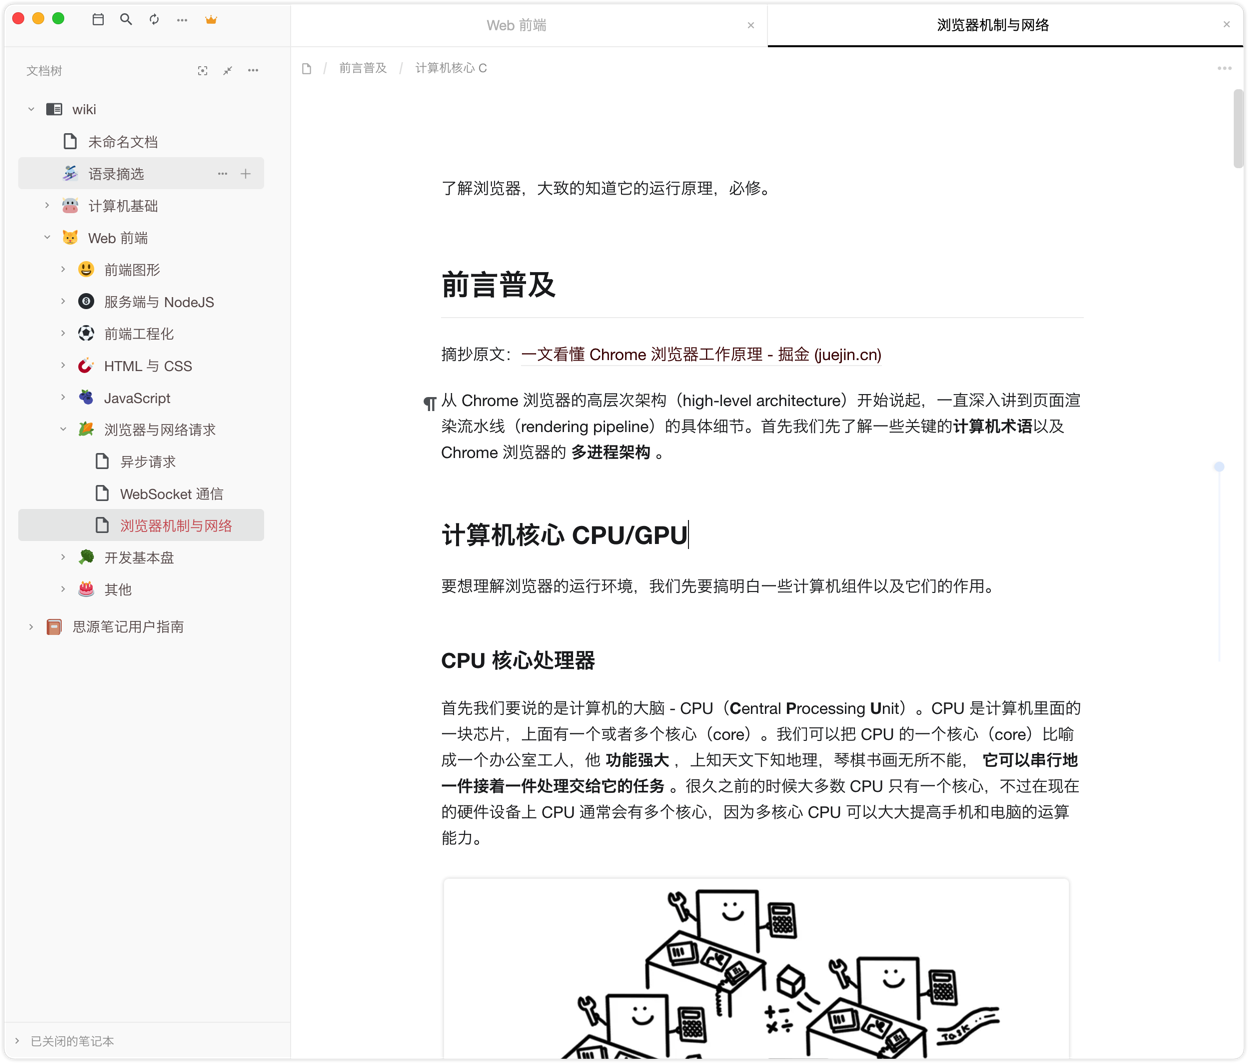 Web 前端
浏览器机制与网络
文档树
前言普及
计算机核心 C
wiki
未命名文档
语录摘选
计算机基础
Web 前端
前端图形
服务端与 NodeJS
前端工程化
HTML 与 CSS
JavaScript
浏览器与网络请求
异步请求
WebSocket 通信
浏览器机制与网络
开发基本盘
其他
思源笔记用户指南
已关闭的笔记本
了解浏览器，大致的知道它的运行原理，必修。
前言普及
摘抄原文：一文看懂 Chrome 浏览器工作原理 - 掘金 (juejin.cn)
从 Chrome 浏览器的高层次架构（high-level architecture）开始说起，一直深入讲到页面渲
染流水线（rendering pipeline）的具体细节。首先我们先了解一些关键的计算机术语以及
Chrome 浏览器的 多进程架构 。
计算机核心 CPU/GPU
要想理解浏览器的运行环境，我们先要搞明白一些计算机组件以及它们的作用。
CPU 核心处理器
首先我们要说的是计算机的大脑 - CPU（Central Processing Unit）。CPU 是计算机里面的
一块芯片，上面有一个或者多个核心（core）。我们可以把 CPU 的一个核心（core）比喻
成一个办公室工人，他 功能强大 ，上知天文下知地理，琴棋书画无所不能， 它可以串行地
一件接着一件处理交给它的任务 。很久之前的时候大多数 CPU 只有一个核心，不过在现在
的硬件设备上 CPU 通常会有多个核心，因为多核心 CPU 可以大大提高手机和电脑的运算
能力。
TASK